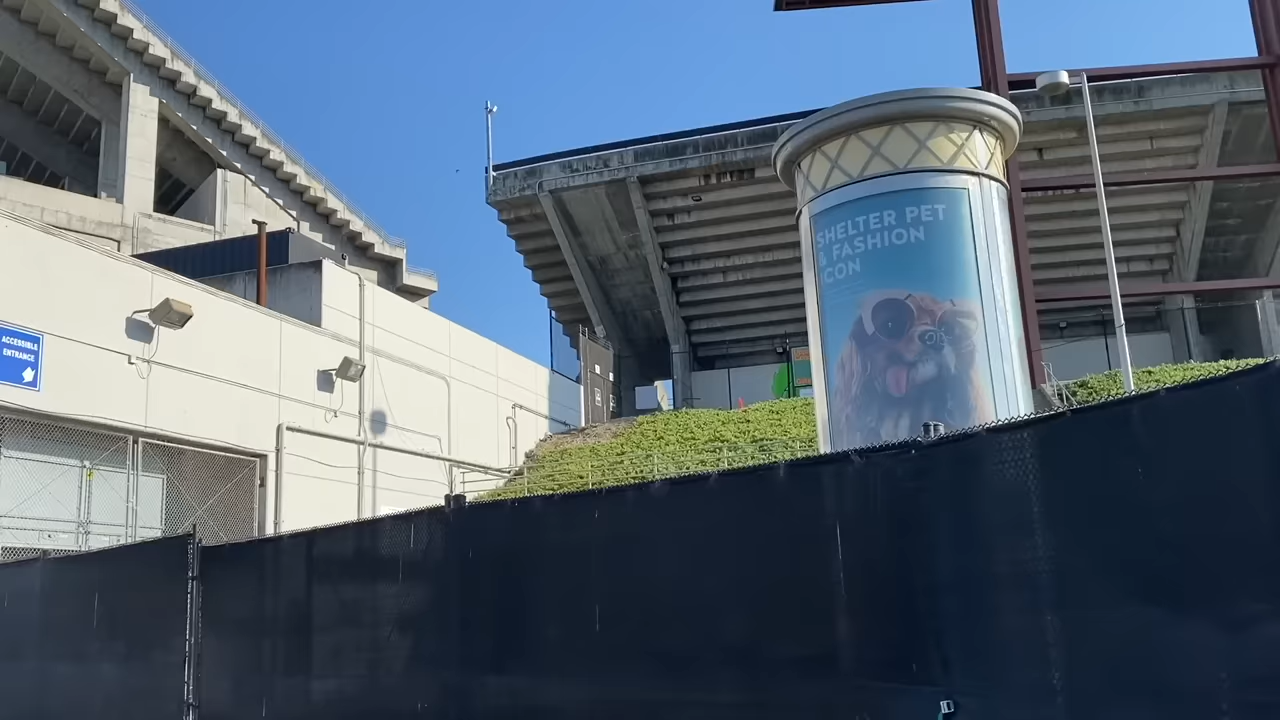 ACCESSIBLE
ENTRANCE
SHELTER PET
& FASHION
ICON